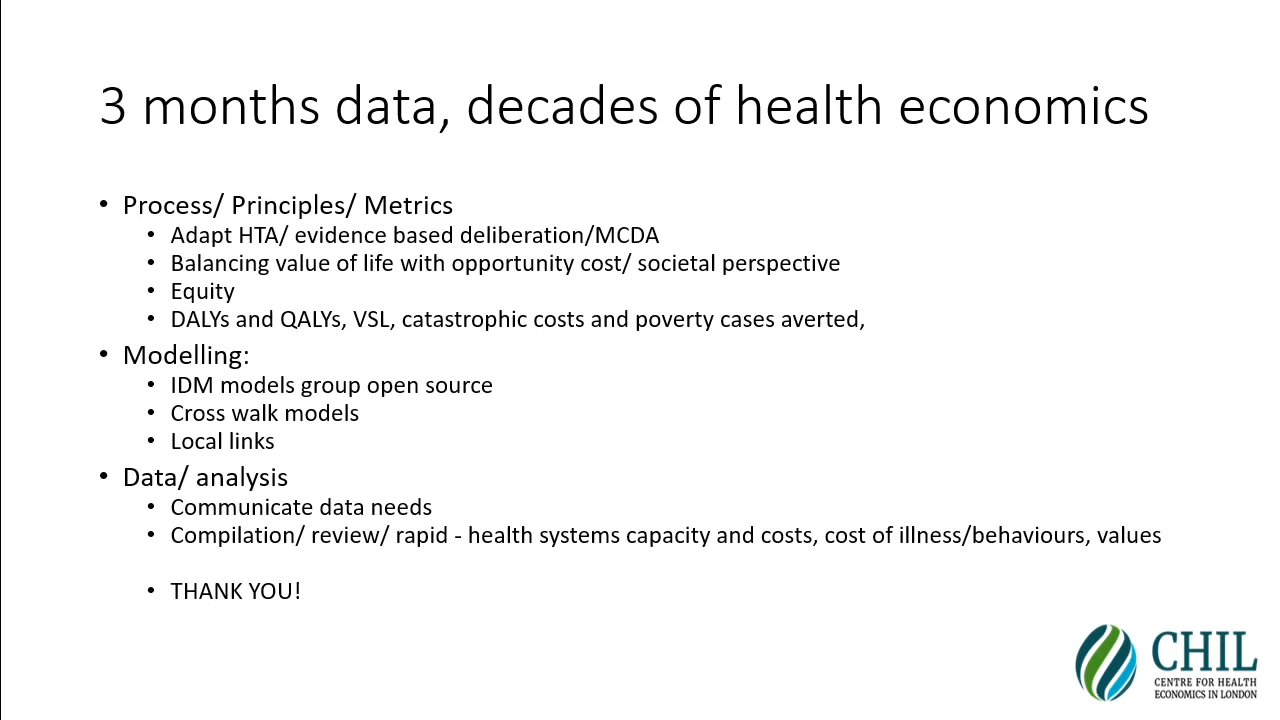 3 months data, decades of health economics
• Process/ Principles/ Metrics
• Adapt HTA/ evidence based deliberation/MCDA
• Balancing value of life with opportunity cost/ societal perspective
• Equity
• DALYs and QALYs, VSL, catastrophic costs and poverty cases averted,
• Modelling:
• IDM models group open source
• Cross walk models
• Local links
• Data/ analysis
• Communicate data needs
• Compilation/ review/ rapid - health systems capacity and costs, cost of illness/behaviours, values
• THANK YOU!
CHIL
CENTRE FOR HEALTH
ECONOMICS IN LONDON